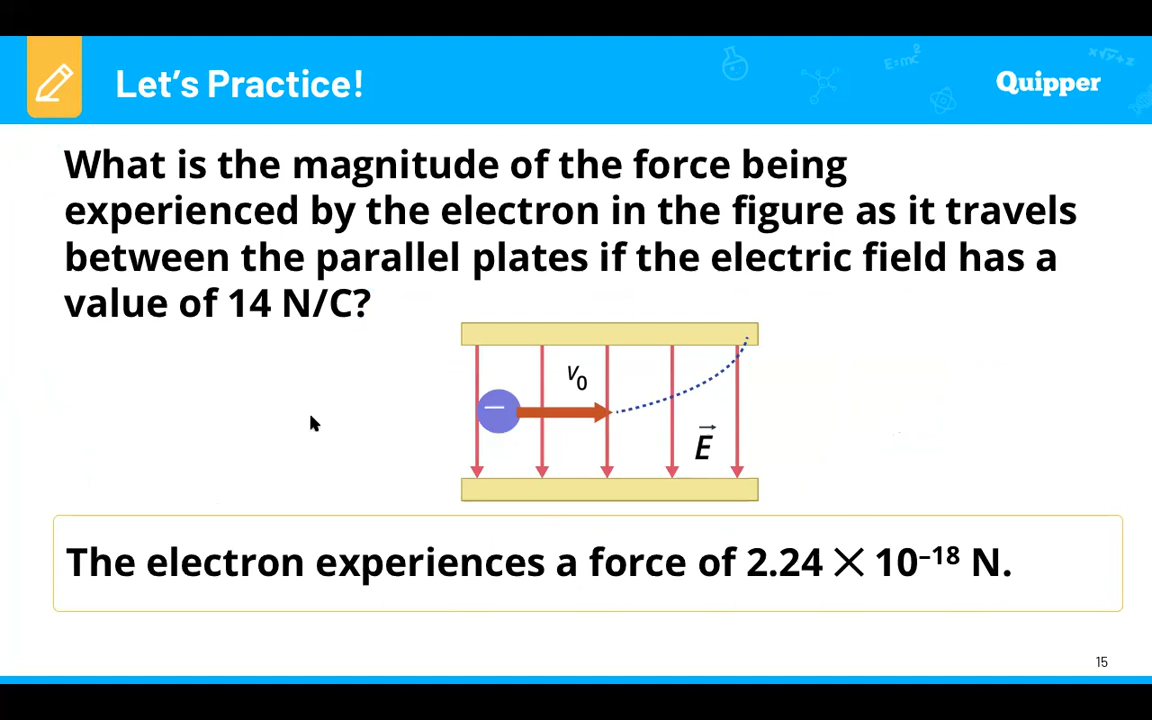 Let's Practice!
E=mc²
Quipper
What is the magnitude of the force being
experienced by the electron in the figure as it travels
between the parallel plates if the electric field has a
value of 14 N/C?
v₀
−
E⃗
The electron experiences a force of 2.24 × 10⁻¹⁸ N.
15